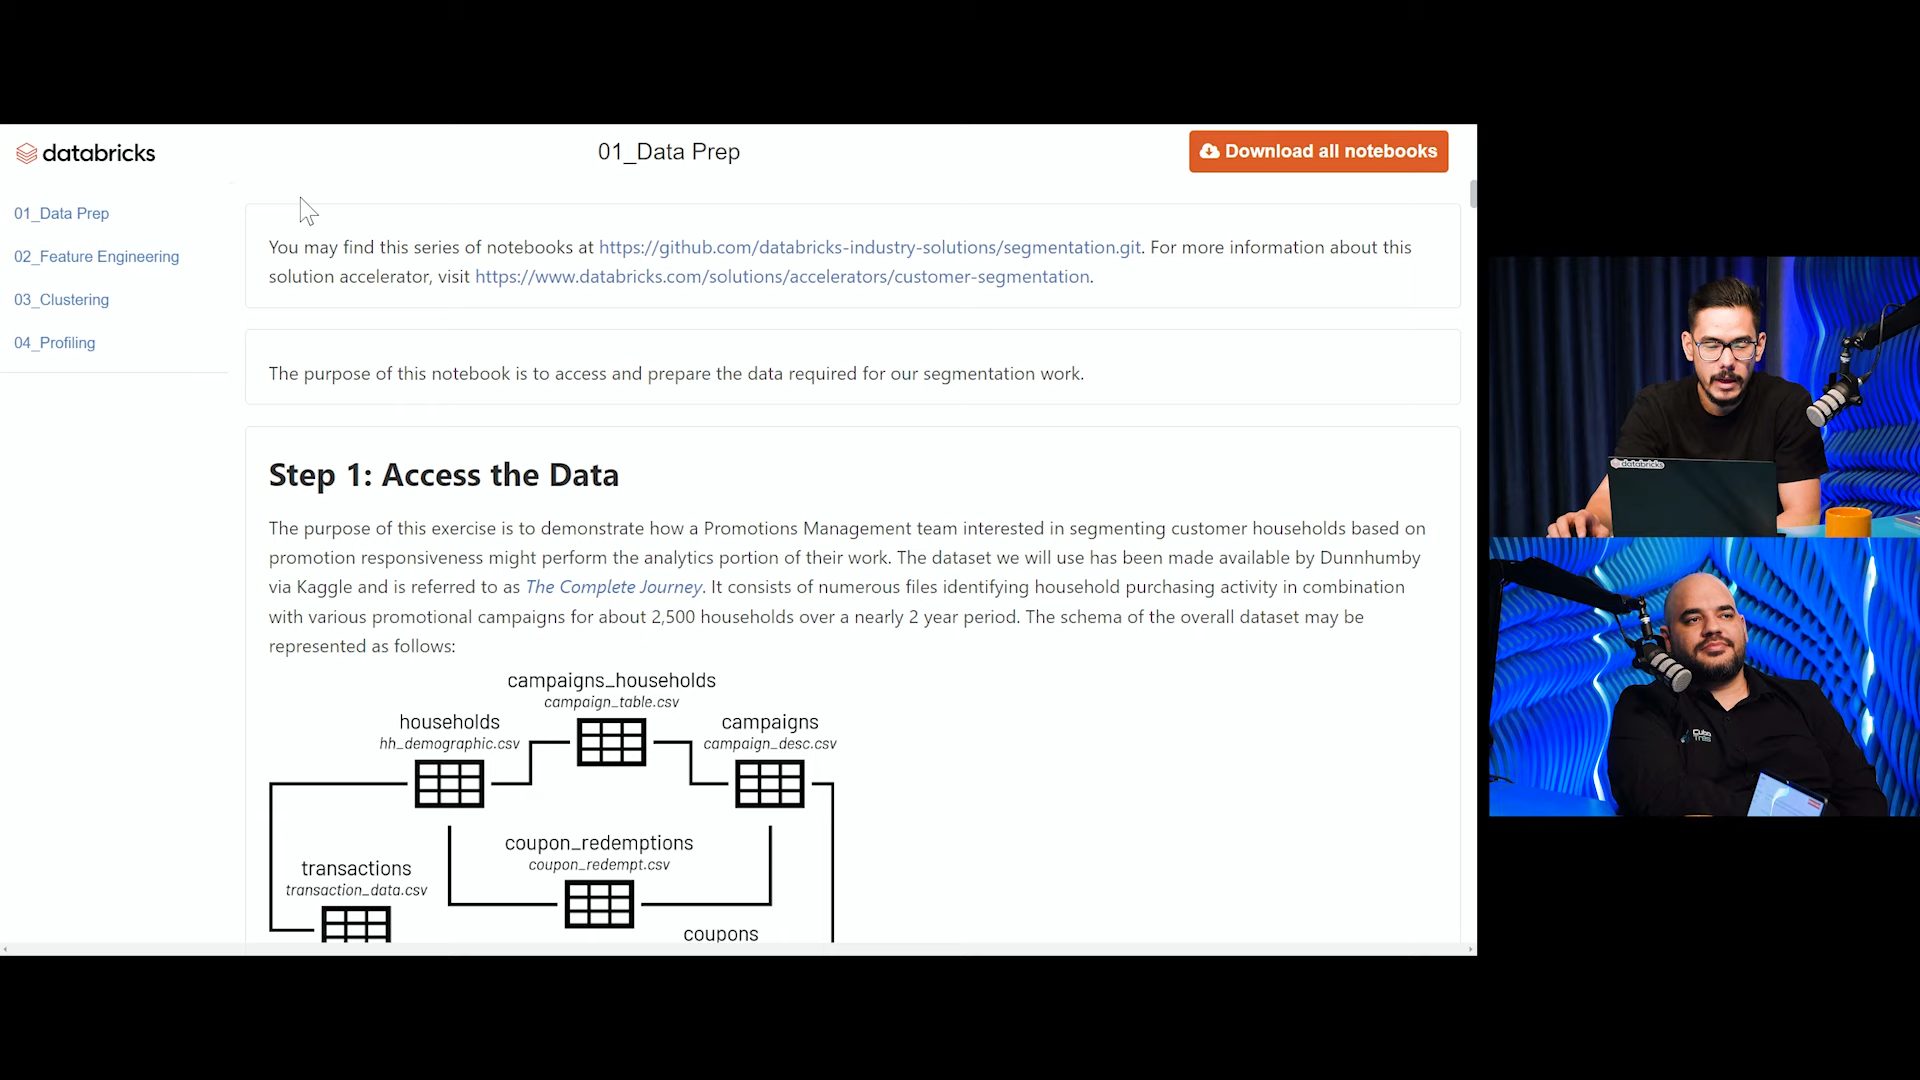 databricks
01_Data Prep
Download all notebooks
01_Data Prep
02_Feature Engineering
03_Clustering
04_Profiling
You may find this series of notebooks at https://github.com/databricks-industry-solutions/segmentation.git. For more information about this
solution accelerator, visit https://www.databricks.com/solutions/accelerators/customer-segmentation.
The purpose of this notebook is to access and prepare the data required for our segmentation work.
Step 1: Access the Data
The purpose of this exercise is to demonstrate how a Promotions Management team interested in segmenting customer households based on
promotion responsiveness might perform the analytics portion of their work. The dataset we will use has been made available by Dunnhumby
via Kaggle and is referred to as The Complete Journey. It consists of numerous files identifying household purchasing activity in combination
with various promotional campaigns for about 2,500 households over a nearly 2 year period. The schema of the overall dataset may be
represented as follows:
campaigns_households
campaign_table.csv
households
hh_demographic.csv
campaigns
campaign_desc.csv
coupon_redemptions
coupon_redempt.csv
transactions
transaction_data.csv
coupons
databricks
Cubo
Três